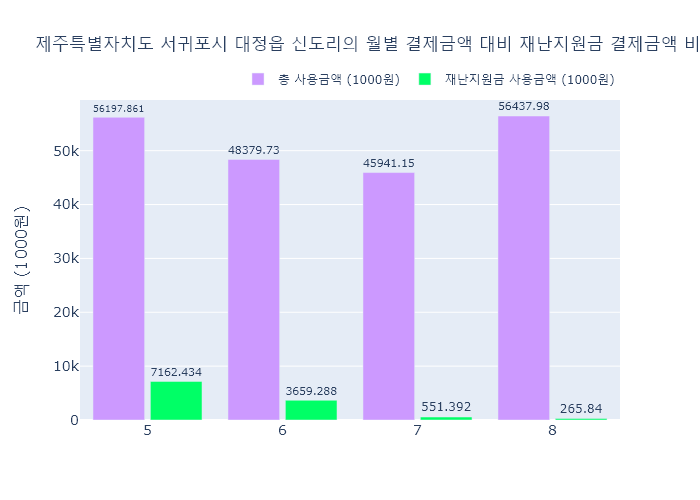 제주특별자치도 서귀포시 대정읍 신도리의 월별 결제금액 대비 재난지원금 결제금액 비
총 사용금액 (1000원)
재난지원금 사용금액 (1000원)
56197.861
56437.98
48379.73
45941.15
7162.434
3659.288
551.392
265.84
50k
40k
30k
20k
10k
0
금액 (1000원)
5
6
7
8